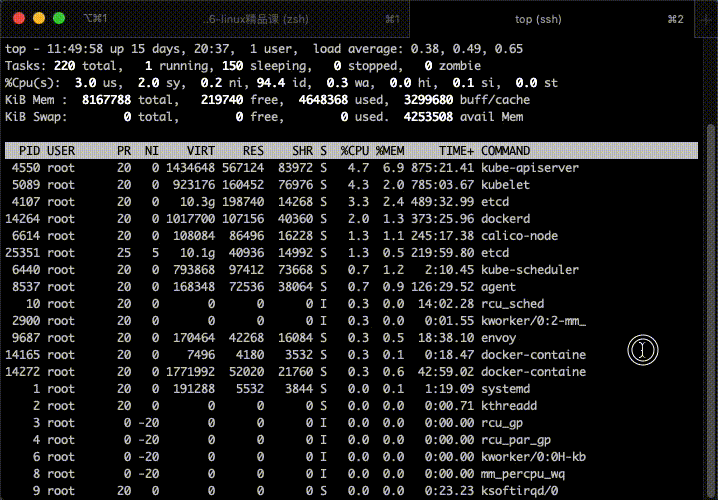 ⌥⌘1 ..6-linux精品课 (zsh) ⌘1 top (ssh) ⌘2 +
top - 11:49:58 up 15 days, 20:37,  1 user,  load average: 0.38, 0.49, 0.65
Tasks: 220 total,   1 running, 150 sleeping,   0 stopped,   0 zombie
%Cpu(s):  3.0 us,  2.0 sy,  0.2 ni, 94.4 id,  0.3 wa,  0.0 hi,  0.1 si,  0.0 st
KiB Mem :  8167788 total,   219740 free,  4648368 used,  3299680 buff/cache
KiB Swap:        0 total,        0 free,        0 used.  4253508 avail Mem
PID USER      PR  NI    VIRT    RES    SHR S  %CPU %MEM     TIME+ COMMAND
4550 root      20   0 1434648 567124  83972 S   4.7  6.9 875:21.41 kube-apiserver
5089 root      20   0  923176 160452  76976 S   4.3  2.0 785:03.67 kubelet
4107 root      20   0   10.3g 198740  14268 S   3.3  2.4 489:32.99 etcd
14264 root      20   0 1017700 107156  40360 S   2.0  1.3 373:25.96 dockerd
6614 root      20   0  108084  86496  16228 S   1.3  1.1 245:17.38 calico-node
25351 root      25   5   10.1g  40936  14992 S   1.3  0.5 219:59.80 etcd
6440 root      20   0  793868  97412  73668 S   0.7  1.2   2:10.45 kube-scheduler
8537 root      20   0  168348  72536  38064 S   0.7  0.9 126:29.52 agent
10 root      20   0       0      0      0 I   0.3  0.0  14:02.28 rcu_sched
2900 root      20   0       0      0      0 I   0.3  0.0   0:01.55 kworker/0:2-mm_
9687 root      20   0  170464  42268  16084 S   0.3  0.5  18:38.10 envoy
14165 root      20   0    7496   4180   3532 S   0.3  0.1   0:18.47 docker-containe
14272 root      20   0 1771992  52020  21760 S   0.3  0.6  42:59.02 docker-containe
1 root      20   0  191288   5532   3844 S   0.0  0.1   1:19.09 systemd
2 root      20   0       0      0      0 S   0.0  0.0   0:00.71 kthreadd
3 root       0 -20       0      0      0 I   0.0  0.0   0:00.00 rcu_gp
4 root       0 -20       0      0      0 I   0.0  0.0   0:00.00 rcu_par_gp
6 root       0 -20       0      0      0 I   0.0  0.0   0:00.00 kworker/0:0H-kb
8 root       0 -20       0      0      0 I   0.0  0.0   0:00.00 mm_percpu_wq
9 root      20   0       0      0      0 S   0.0  0.0   0:23.23 ksoftirqd/0